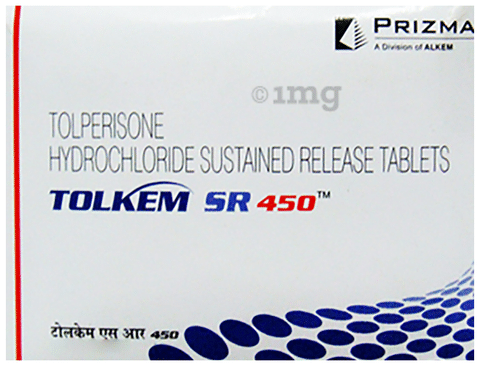 PRIZMA
A Division of ALKEM
©1mg
TOLPERISONE
HYDROCHLORIDE SUSTAINED RELEASE TABLETS
TOLKEM SR 450™
टोलकेम एस आर 450